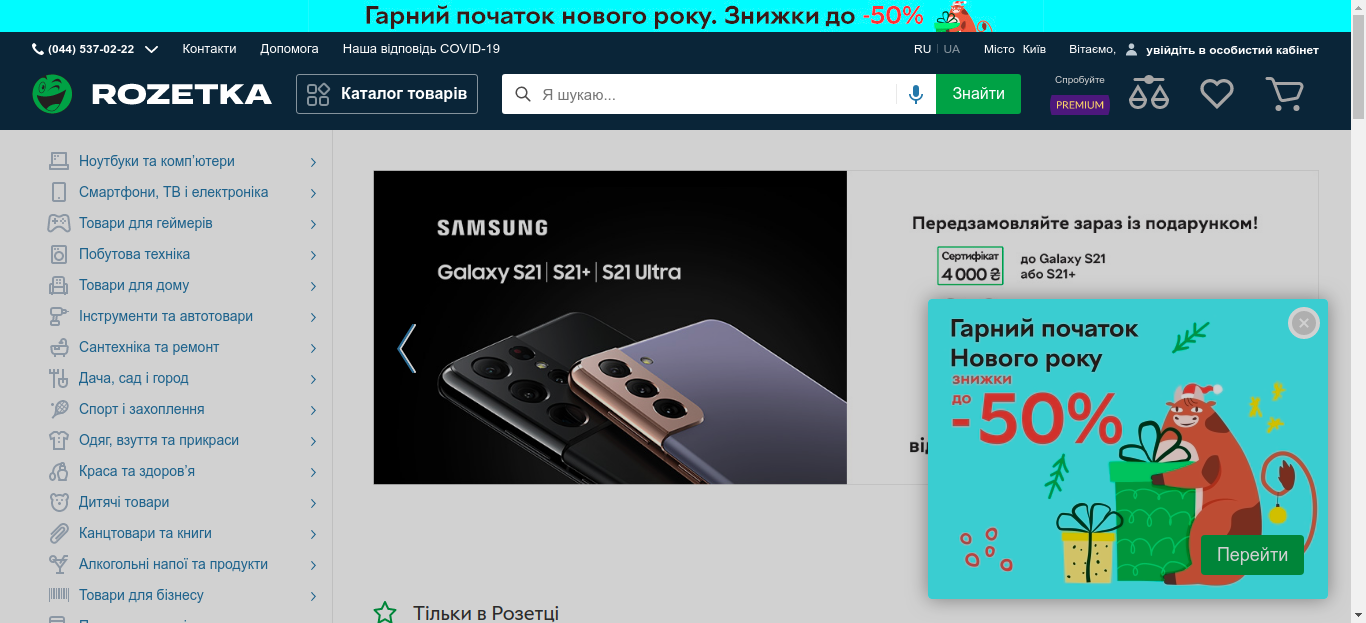 Гарний початок нового року. Знижки до -50%
(044) 537-02-22
Контакти
Допомога
Наша відповідь COVID-19
RU
UA
Місто Київ
Вітаємо, увійдіть в особистий кабінет
ROZETKA
Каталог товарів
Я шукаю...
Знайти
Спробуйте
PREMIUM
Ноутбуки та комп'ютери
Смартфони, ТВ і електроніка
Товари для геймерів
Побутова техніка
Товари для дому
Інструменти та автотовари
Сантехніка та ремонт
Дача, сад і город
Спорт і захоплення
Одяг, взуття та прикраси
Краса та здоров'я
Дитячі товари
Канцтовари та книги
Алкогольні напої та продукти
Товари для бізнесу
SAMSUNG
Galaxy S21 | S21+ | S21 Ultra
Передзамовляйте зараз із подарунком!
Сертифікат
4 000 ₴
до Galaxy S21
або S21+
Гарний початок
Нового року
знижки
до
-50%
Перейти
Тільки в Розетці